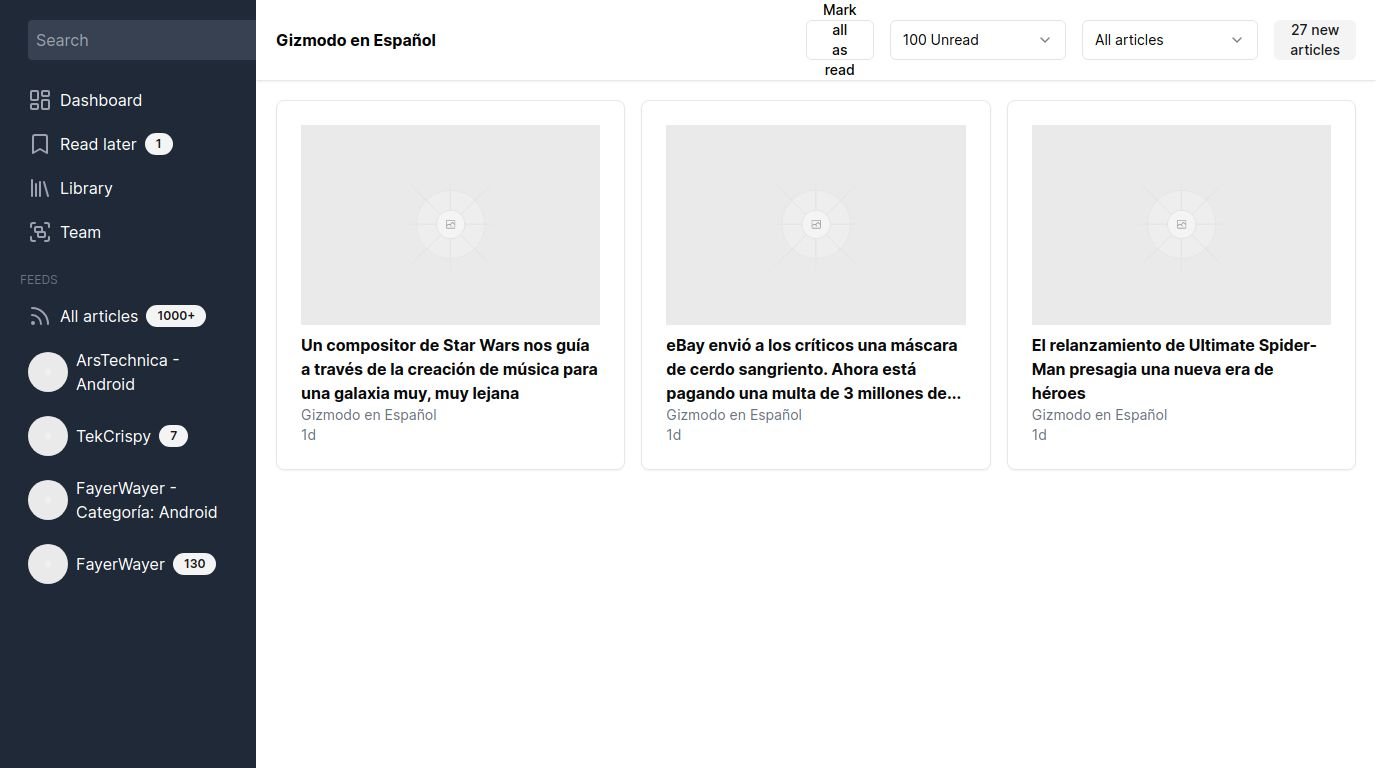 Search
Dashboard
Read later 1
Library
Team
FEEDS
All articles 1000+
ArsTechnica -
Android
TekCrispy 7
FayerWayer -
Categoría: Android
FayerWayer 130
Gizmodo en Español
Mark
all
as
read
100 Unread
All articles
27 new
articles
Un compositor de Star Wars nos guía
a través de la creación de música para
una galaxia muy, muy lejana
Gizmodo en Español
1d
eBay envió a los críticos una máscara
de cerdo sangriento. Ahora está
pagando una multa de 3 millones de...
Gizmodo en Español
1d
El relanzamiento de Ultimate Spider-
Man presagia una nueva era de
héroes
Gizmodo en Español
1d